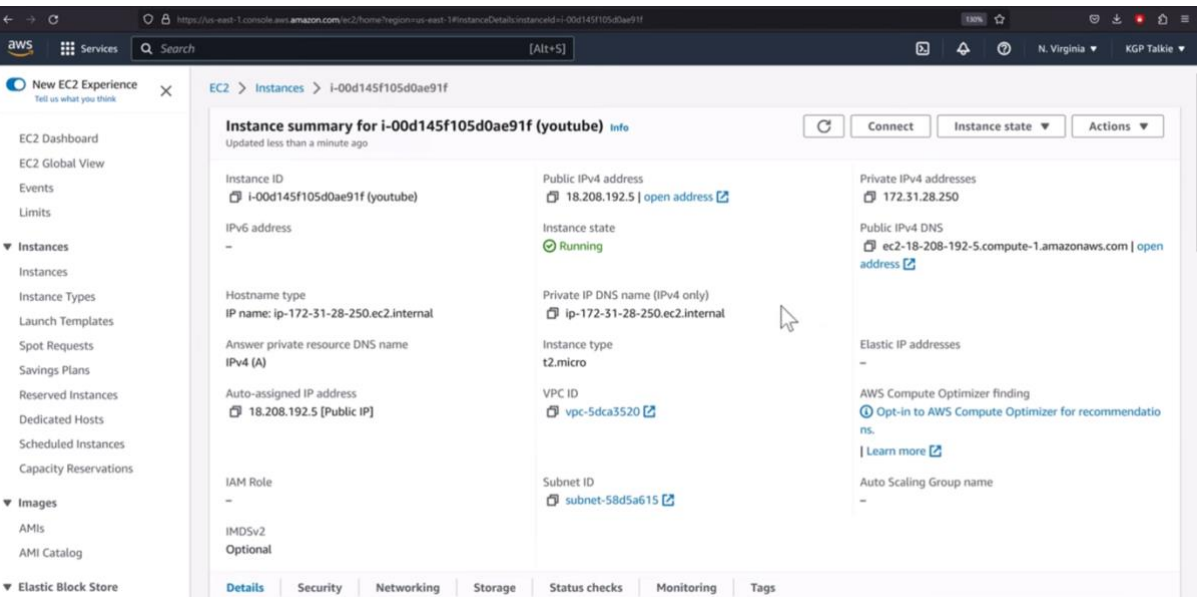 https://us-east-1.console.aws.amazon.com/ec2/home?region=us-east-1#InstanceDetails:instanceId=i-00d145f105d0ae91f
130%
aws
Services
Search
[Alt+S]
N. Virginia ▼
KGP Talkie ▼
New EC2 Experience
Tell us what you think
EC2 Dashboard
EC2 Global View
Events
Limits
▼ Instances
Instances
Instance Types
Launch Templates
Spot Requests
Savings Plans
Reserved Instances
Dedicated Hosts
Scheduled Instances
Capacity Reservations
▼ Images
AMIs
AMI Catalog
▼ Elastic Block Store
EC2 > Instances > i-00d145f105d0ae91f
Instance summary for i-00d145f105d0ae91f (youtube) Info
Updated less than a minute ago
Connect
Instance state ▼
Actions ▼
Instance ID
i-00d145f105d0ae91f (youtube)
Public IPv4 address
18.208.192.5 | open address
Private IPv4 addresses
172.31.28.250
IPv6 address
–
Instance state
Running
Public IPv4 DNS
ec2-18-208-192-5.compute-1.amazonaws.com | open
address
Hostname type
IP name: ip-172-31-28-250.ec2.internal
Private IP DNS name (IPv4 only)
ip-172-31-28-250.ec2.internal
Answer private resource DNS name
IPv4 (A)
Instance type
t2.micro
Elastic IP addresses
–
Auto-assigned IP address
18.208.192.5 [Public IP]
VPC ID
vpc-5dca3520
AWS Compute Optimizer finding
Opt-in to AWS Compute Optimizer for recommendatio
ns.
| Learn more
IAM Role
–
Subnet ID
subnet-58d5a615
Auto Scaling Group name
–
IMDSv2
Optional
Details
Security
Networking
Storage
Status checks
Monitoring
Tags